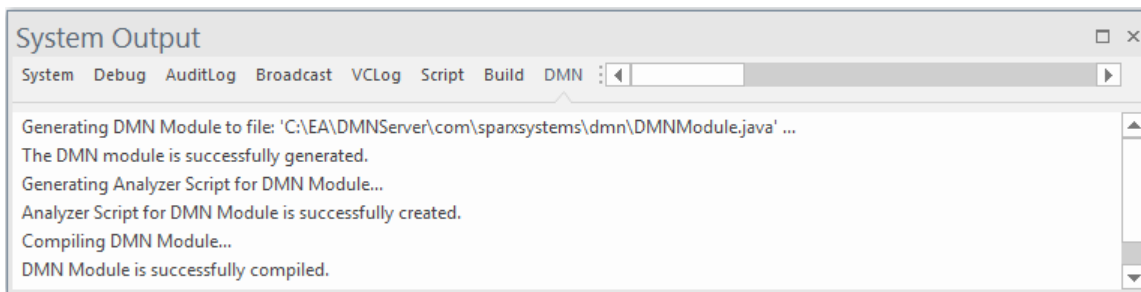 System Output
System Debug AuditLog Broadcast VCLog Script Build DMN
Generating DMN Module to file: 'C:\EA\DMNServer\com\sparxsystems\dmn\DMNModule.java' ...
The DMN module is successfully generated.
Generating Analyzer Script for DMN Module...
Analyzer Script for DMN Module is successfully created.
Compiling DMN Module...
DMN Module is successfully compiled.